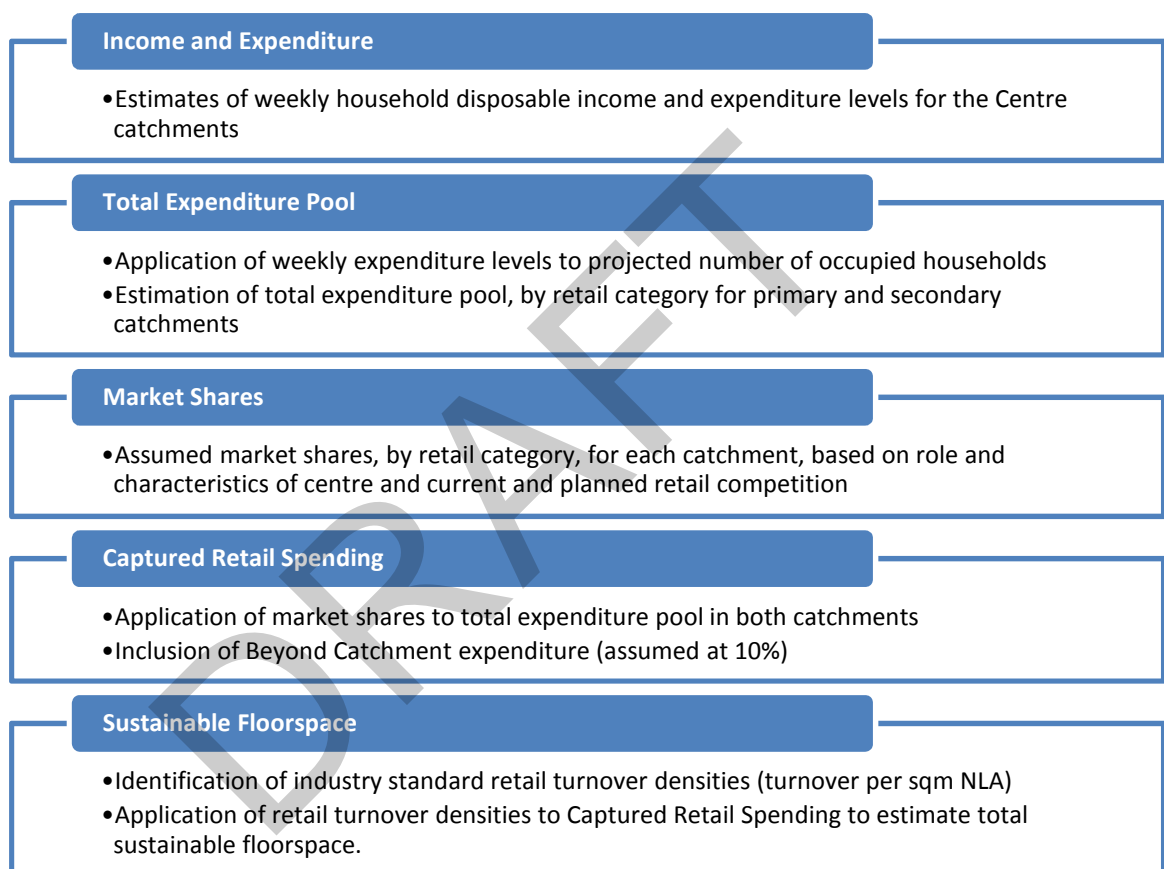 Income and Expenditure
•Estimates of weekly household disposable income and expenditure levels for the Centre
catchments
Total Expenditure Pool
•Application of weekly expenditure levels to projected number of occupied households
•Estimation of total expenditure pool, by retail category for primary and secondary
catchments
Market Shares
•Assumed market shares, by retail category, for each catchment, based on role and
characteristics of centre and current and planned retail competition
Captured Retail Spending
•Application of market shares to total expenditure pool in both catchments
•Inclusion of Beyond Catchment expenditure (assumed at 10%)
Sustainable Floorspace
•Identification of industry standard retail turnover densities (turnover per sqm NLA)
•Application of retail turnover densities to Captured Retail Spending to estimate total
sustainable floorspace.
DRAFT